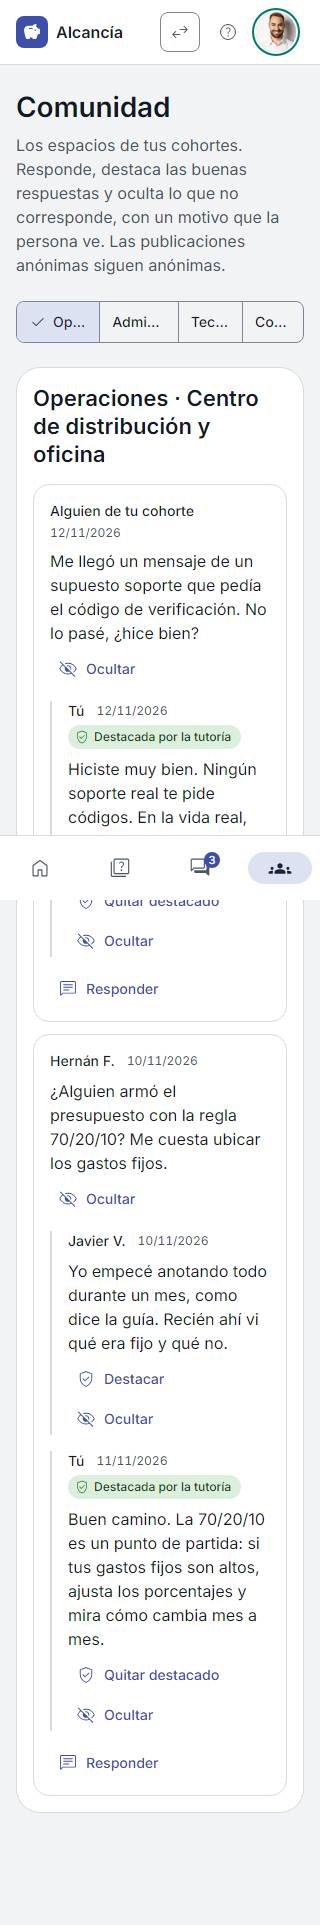 Alcancía
Comunidad
Los espacios de tus cohortes.
Responde, destaca las buenas
respuestas y oculta lo que no
corresponde, con un motivo que la
persona ve. Las publicaciones
anónimas siguen anónimas.
Op... Admi... Tec... Co...
Operaciones · Centro
de distribución y
oficina
Alguien de tu cohorte
12/11/2026
Me llegó un mensaje de un
supuesto soporte que pedía
el código de verificación. No
lo pasé, ¿hice bien?
Ocultar
Tú 12/11/2026
Destacada por la tutoría
Hiciste muy bien. Ningún
soporte real te pide
códigos. En la vida real,
3
Quitar destacado
Ocultar
Responder
Hernán F. 10/11/2026
¿Alguien armó el
presupuesto con la regla
70/20/10? Me cuesta ubicar
los gastos fijos.
Ocultar
Javier V. 10/11/2026
Yo empecé anotando todo
durante un mes, como
dice la guía. Recién ahí vi
qué era fijo y qué no.
Destacar
Ocultar
Tú 11/11/2026
Destacada por la tutoría
Buen camino. La 70/20/10
es un punto de partida: si
tus gastos fijos son altos,
ajusta los porcentajes y
mira cómo cambia mes a
mes.
Quitar destacado
Ocultar
Responder